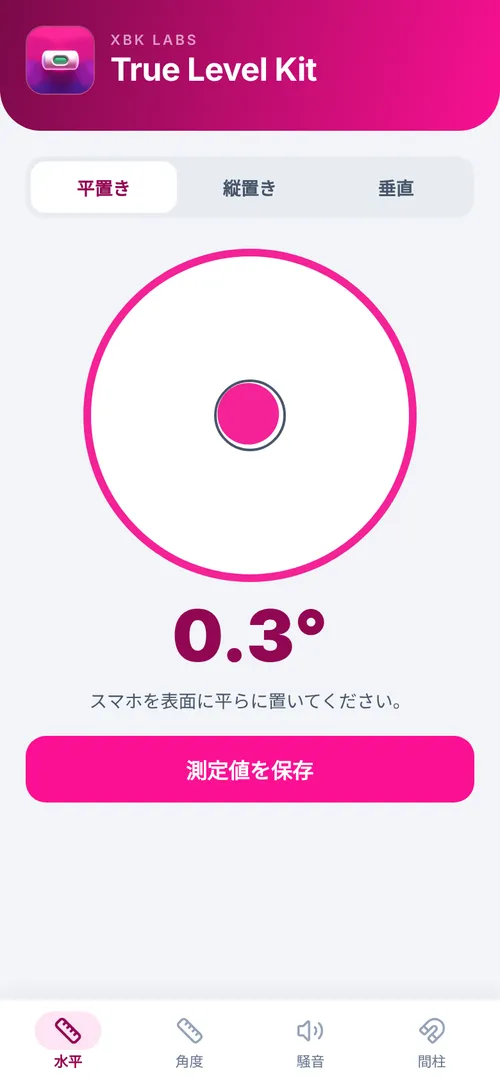 XBK LABS
True Level Kit
平置き
縦置き
垂直
0.3°
スマホを表面に平らに置いてください。
測定値を保存
水平
角度
騒音
間柱